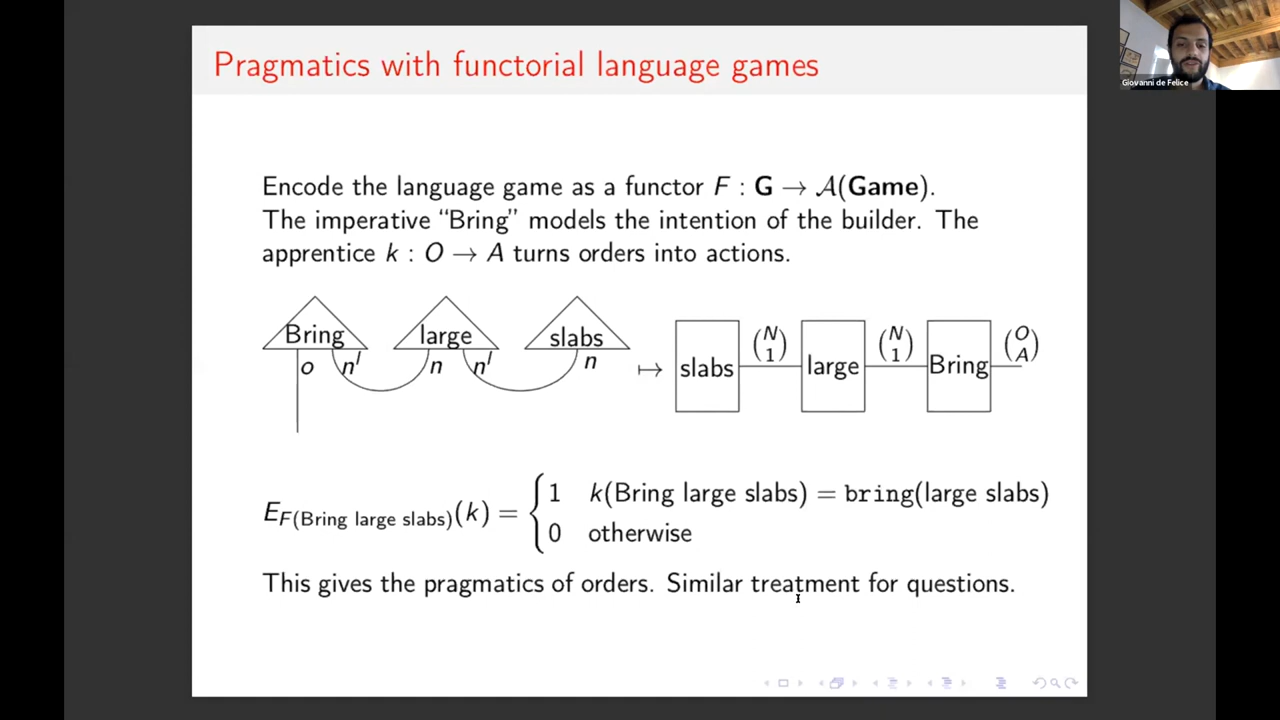 Pragmatics with functorial language games
Giovanni de Felice
Encode the language game as a functor F : G → 𝒜(Game).
The imperative “Bring” models the intention of the builder. The
apprentice k : O → A turns orders into actions.
Bring large slabs
o nˡ n nˡ n
↦ slabs (N 1) large (N 1) Bring (O A)
E_F(Bring large slabs)(k) = { 1 k(Bring large slabs) = bring(large slabs)
0 otherwise
This gives the pragmatics of orders. Similar treatment for questions.